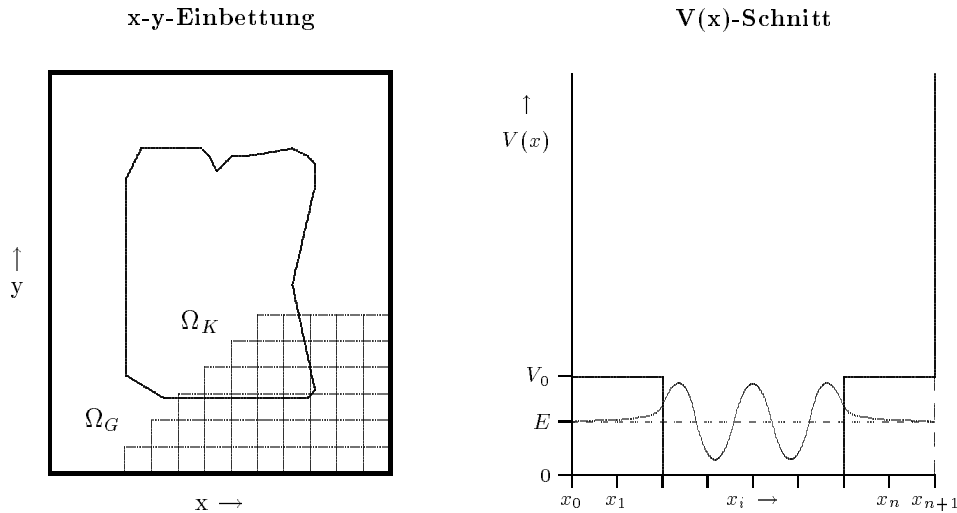 x-y-Einbettung
Ω_K
Ω_G
↑
y
x →
V(x)-Schnitt
↑
V(x)
V_0
E
0
x_0 x_1 x_i → x_n x_{n+1}